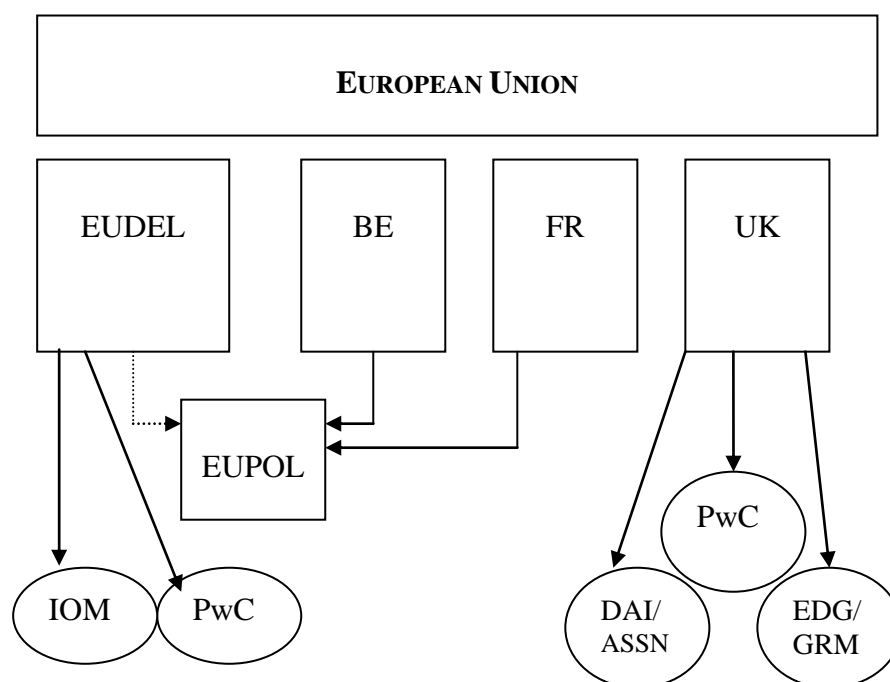 EUROPEAN UNION
EUDEL
BE
FR
UK
EUPOL
PwC
IOM
PwC
DAI/
ASSN
EDG/
GRM